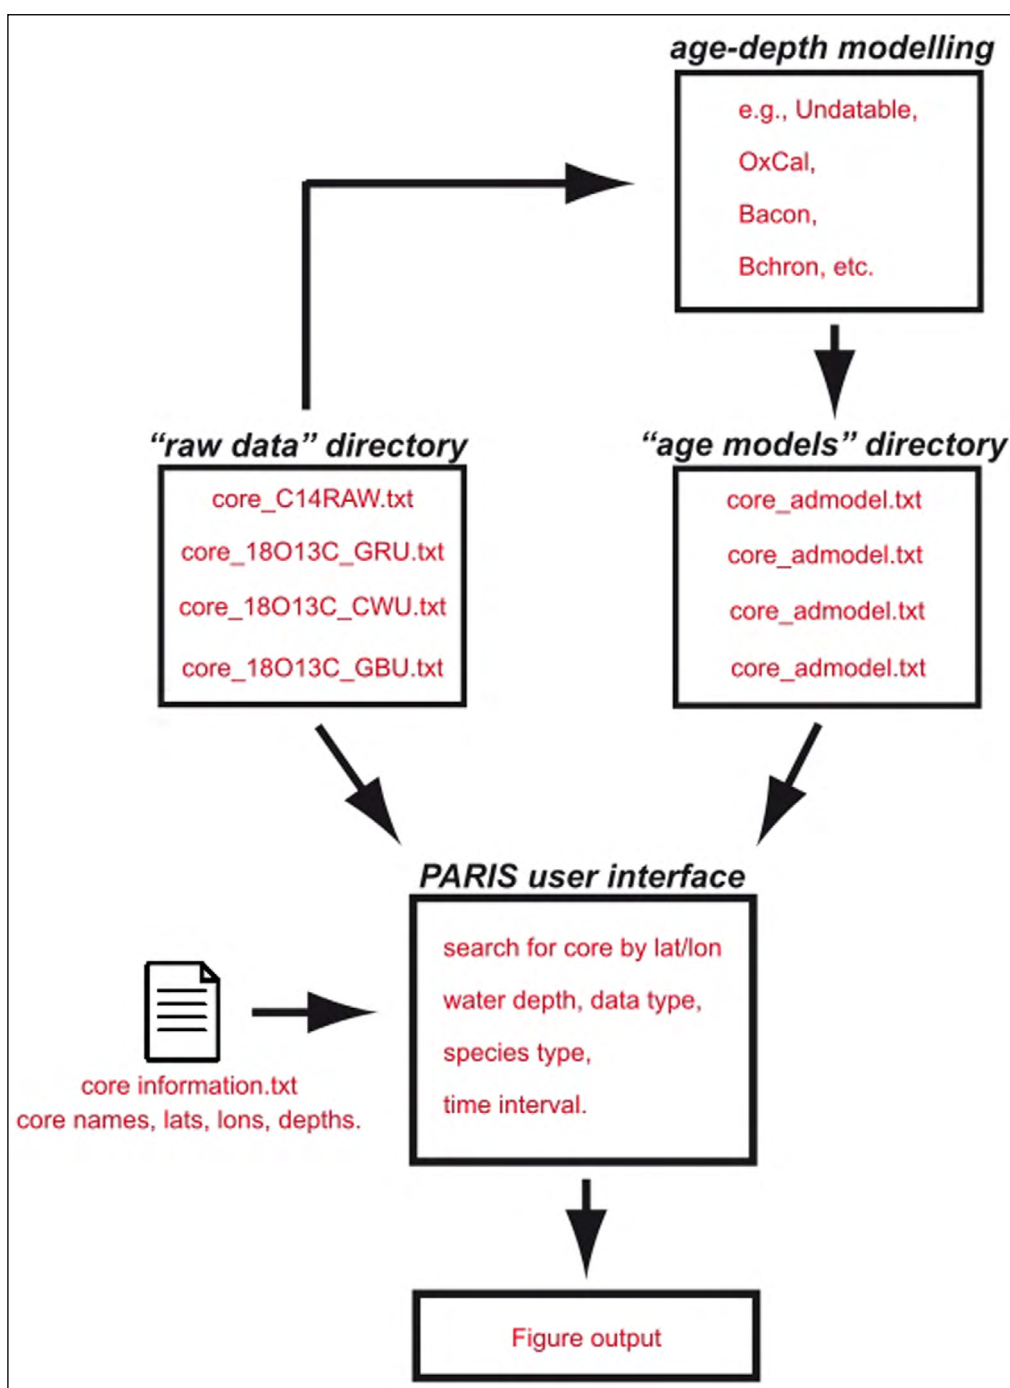 age-depth modelling
e.g., Undatable,
OxCal,
Bacon,
Bchron, etc.
“raw data” directory
core_C14RAW.txt
core_18O13C_GRU.txt
core_18O13C_CWU.txt
core_18O13C_GBU.txt
“age models” directory
core_admodel.txt
core_admodel.txt
core_admodel.txt
core_admodel.txt
PARIS user interface
search for core by lat/lon
water depth, data type,
species type,
time interval.
core information.txt
core names, lats, lons, depths.
Figure output